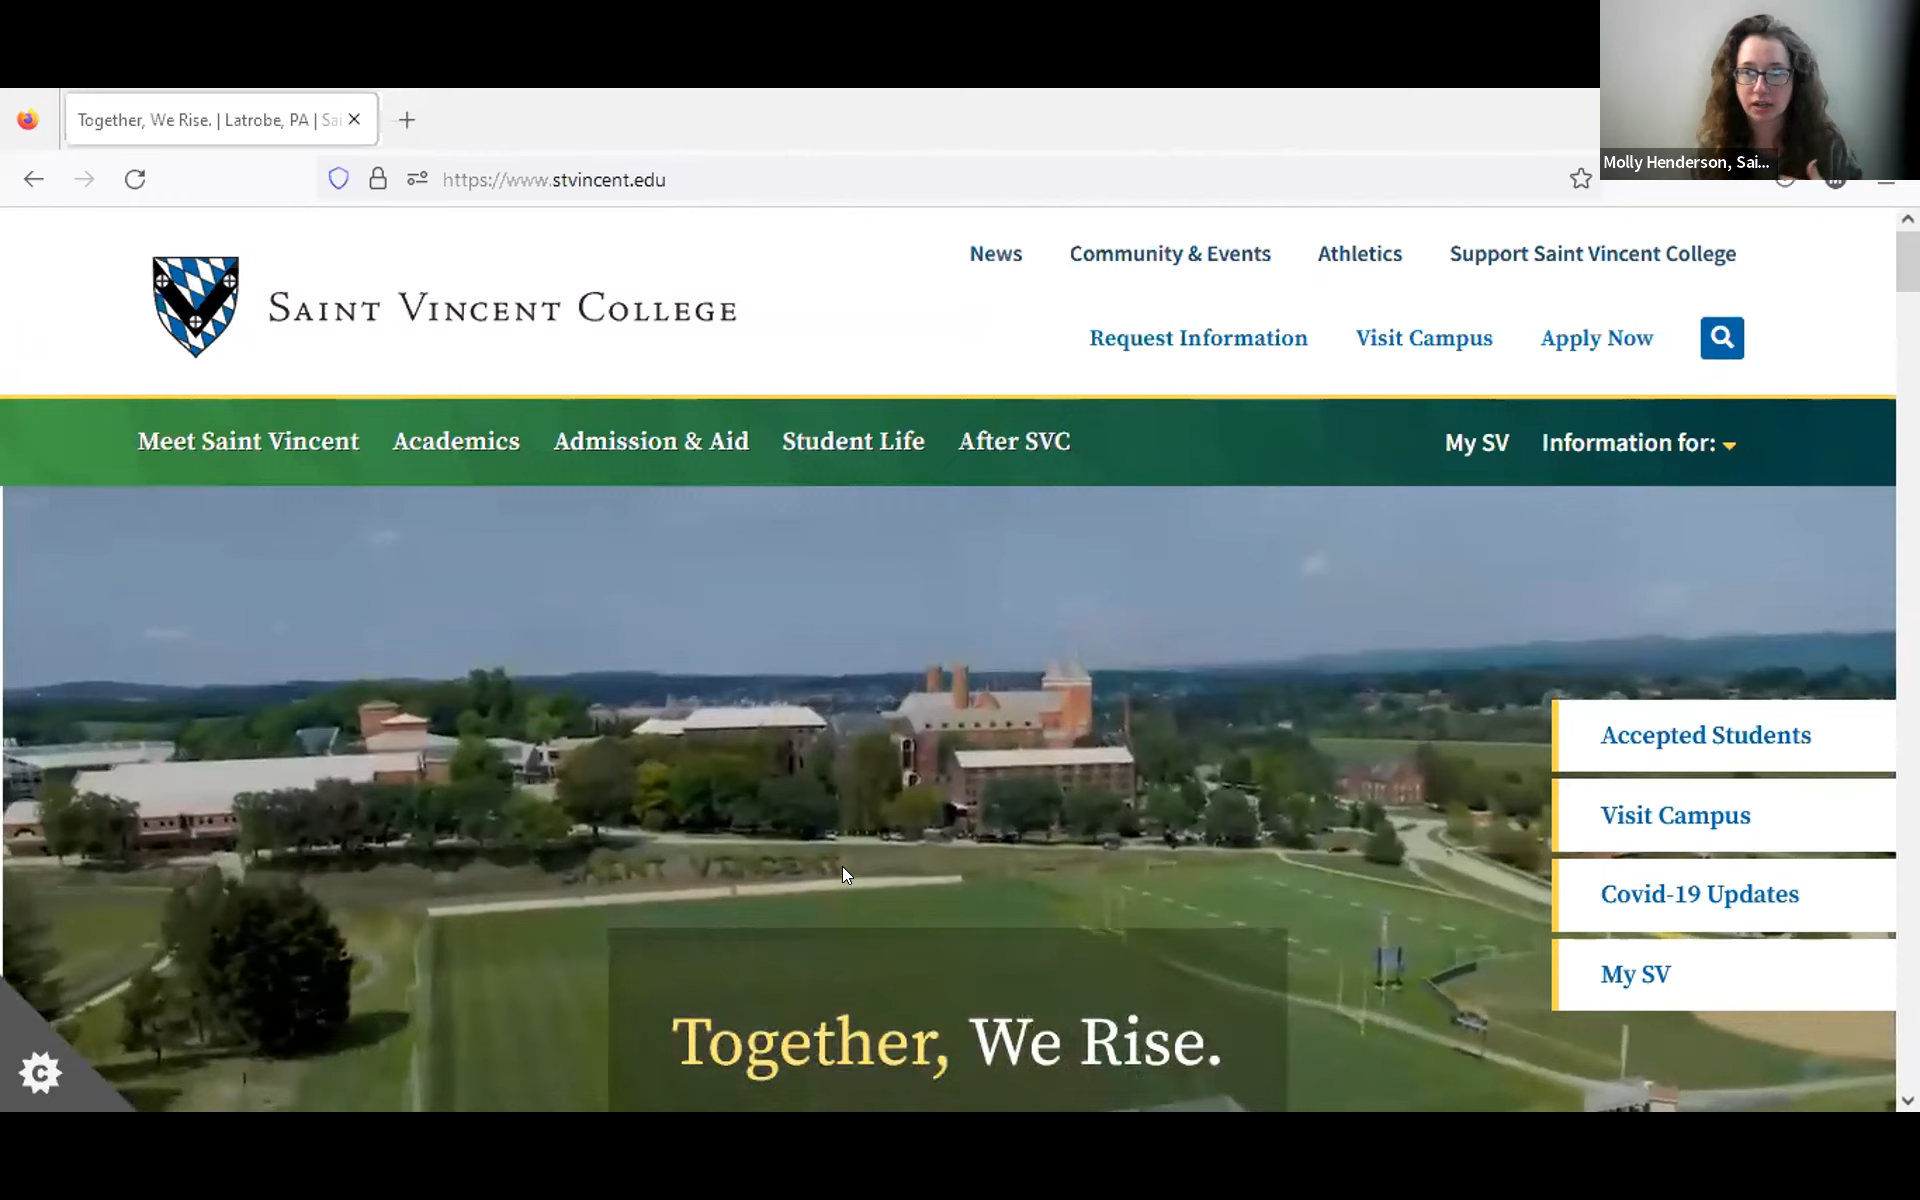 Together, We Rise. | Latrobe, PA | Sai
https://www.stvincent.edu
Molly Henderson, Sai...
News Community & Events Athletics Support Saint Vincent College
SAINT VINCENT COLLEGE
Request Information Visit Campus Apply Now
Meet Saint Vincent Academics Admission & Aid Student Life After SVC My SV Information for:
SAINT VINCENT
Accepted Students
Visit Campus
Covid-19 Updates
My SV
Together, We Rise.
C